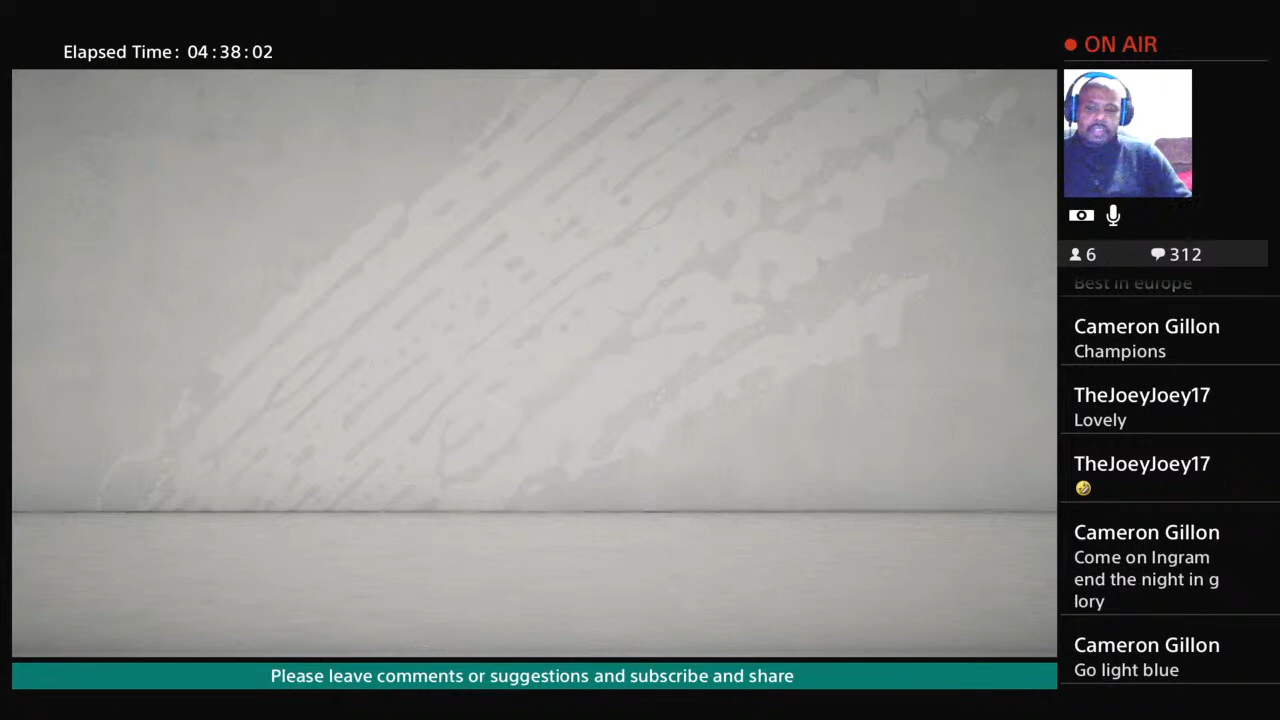 Elapsed Time: 04:38:02
ON AIR
6 312
Best in europe
Cameron Gillon
Champions
TheJoeyJoey17
Lovely
TheJoeyJoey17
🤣
Cameron Gillon
Come on Ingram
end the night in g
lory
Cameron Gillon
Go light blue
Please leave comments or suggestions and subscribe and share